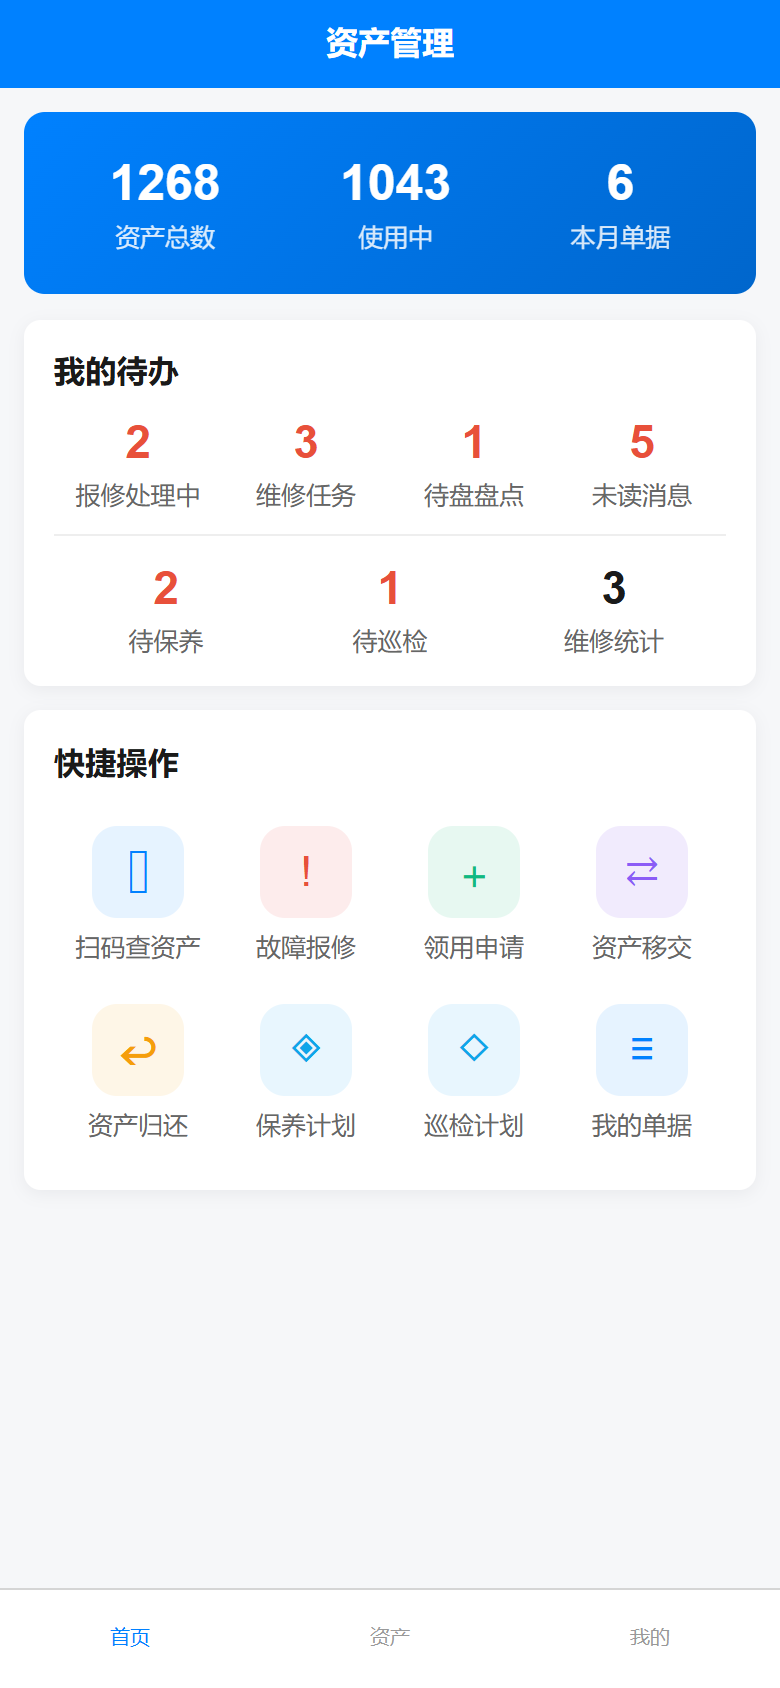 资产管理
1268 1043 6
资产总数 使用中 本月单据
我的待办
2 3 1 5
报修处理中 维修任务 待盘盘点 未读消息
2 1 3
待保养 待巡检 维修统计
快捷操作
! + ⇄
扫码查资产 故障报修 领用申请 资产移交
↩ ◈ ◇ ≡
资产归还 保养计划 巡检计划 我的单据
首页 资产 我的